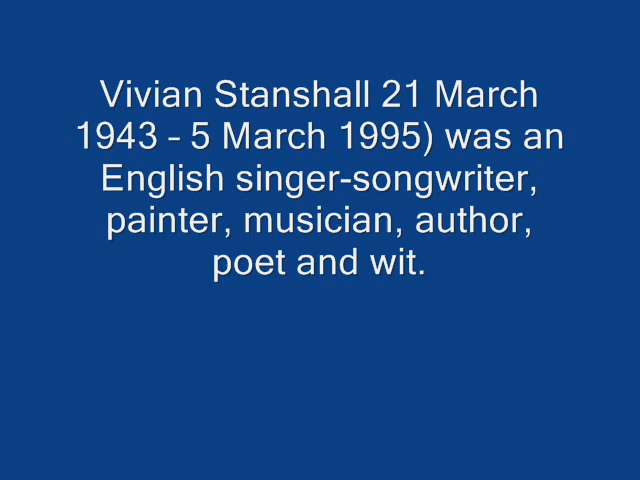 Vivian Stanshall 21 March
1943 – 5 March 1995) was an
English singer-songwriter,
painter, musician, author,
poet and wit.